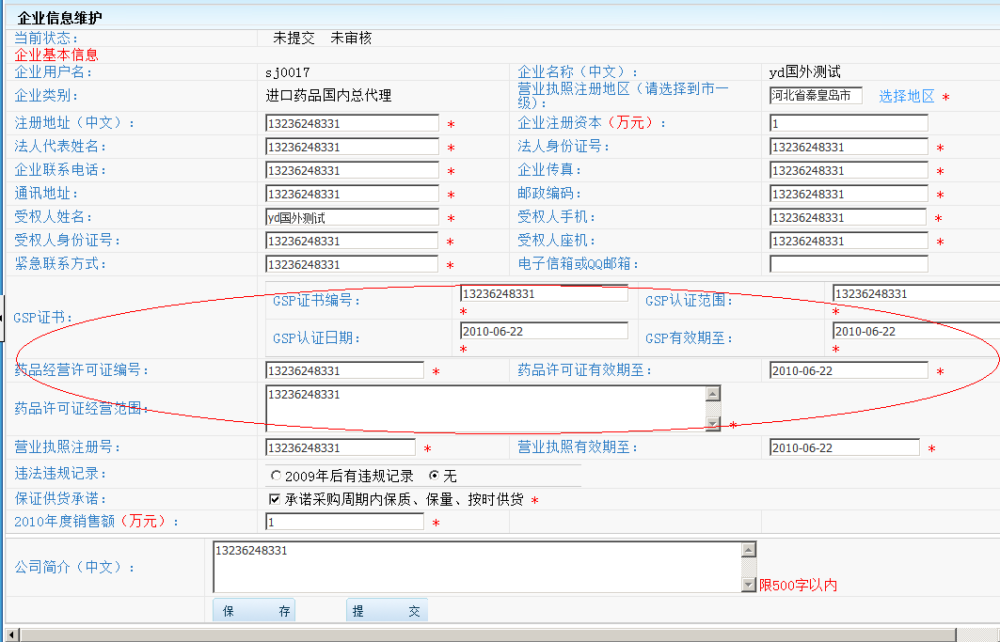 企业信息维护
当前状态： 未提交 未审核
企业基本信息
企业用户名： sj0017 企业名称（中文）： yd国外测试
企业类别： 进口药品国内总代理 营业执照注册地区（请选择到市一级）： 河北省秦皇岛市 选择地区 *
注册地址（中文）： 13236248331 * 企业注册资本（万元）： 1
法人代表姓名： 13236248331 * 法人身份证号： 13236248331 *
企业联系电话： 13236248331 * 企业传真： 13236248331 *
通讯地址： 13236248331 * 邮政编码： 13236248331 *
受权人姓名： yd国外测试 * 受权人手机： 13236248331 *
受权人身份证号： 13236248331 * 受权人座机： 13236248331 *
紧急联系方式： 13236248331 * 电子信箱或QQ邮箱：
GSP证书： GSP证书编号： 13236248331 * GSP认证范围： 13236248331 *
GSP认证日期： 2010-06-22 * GSP有效期至： 2010-06-22 *
药品经营许可证编号： 13236248331 * 药品许可证有效期至： 2010-06-22 *
药品许可证经营范围： 13236248331 *
营业执照注册号： 13236248331 * 营业执照有效期至： 2010-06-22 *
违法违规记录： 2009年后有违规记录 无
保证供货承诺： 承诺采购周期内保质、保量、按时供货 *
2010年度销售额（万元）： 1 *
公司简介（中文）： 13236248331 限500字以内
保 存 提 交